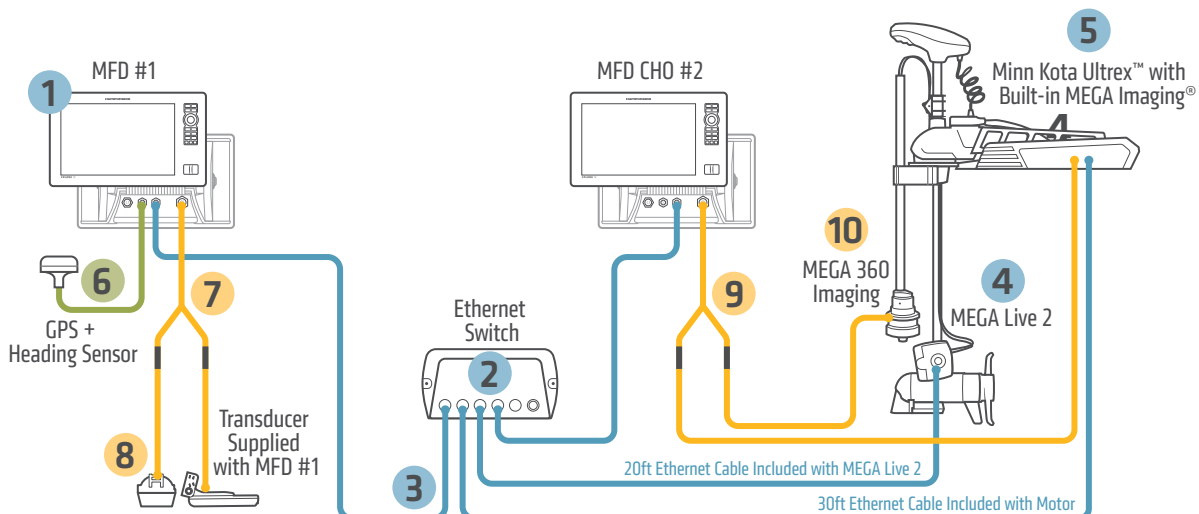 MFD #1
1
MFD CHO #2
5
Minn Kota Ultrex™ with
Built-in MEGA Imaging®
4
10
MEGA 360
Imaging
4
MEGA Live 2
6
GPS +
Heading Sensor
7
9
Ethernet
Switch
2
8
Transducer
Supplied
with MFD #1
3
20ft Ethernet Cable Included with MEGA Live 2
30ft Ethernet Cable Included with Motor